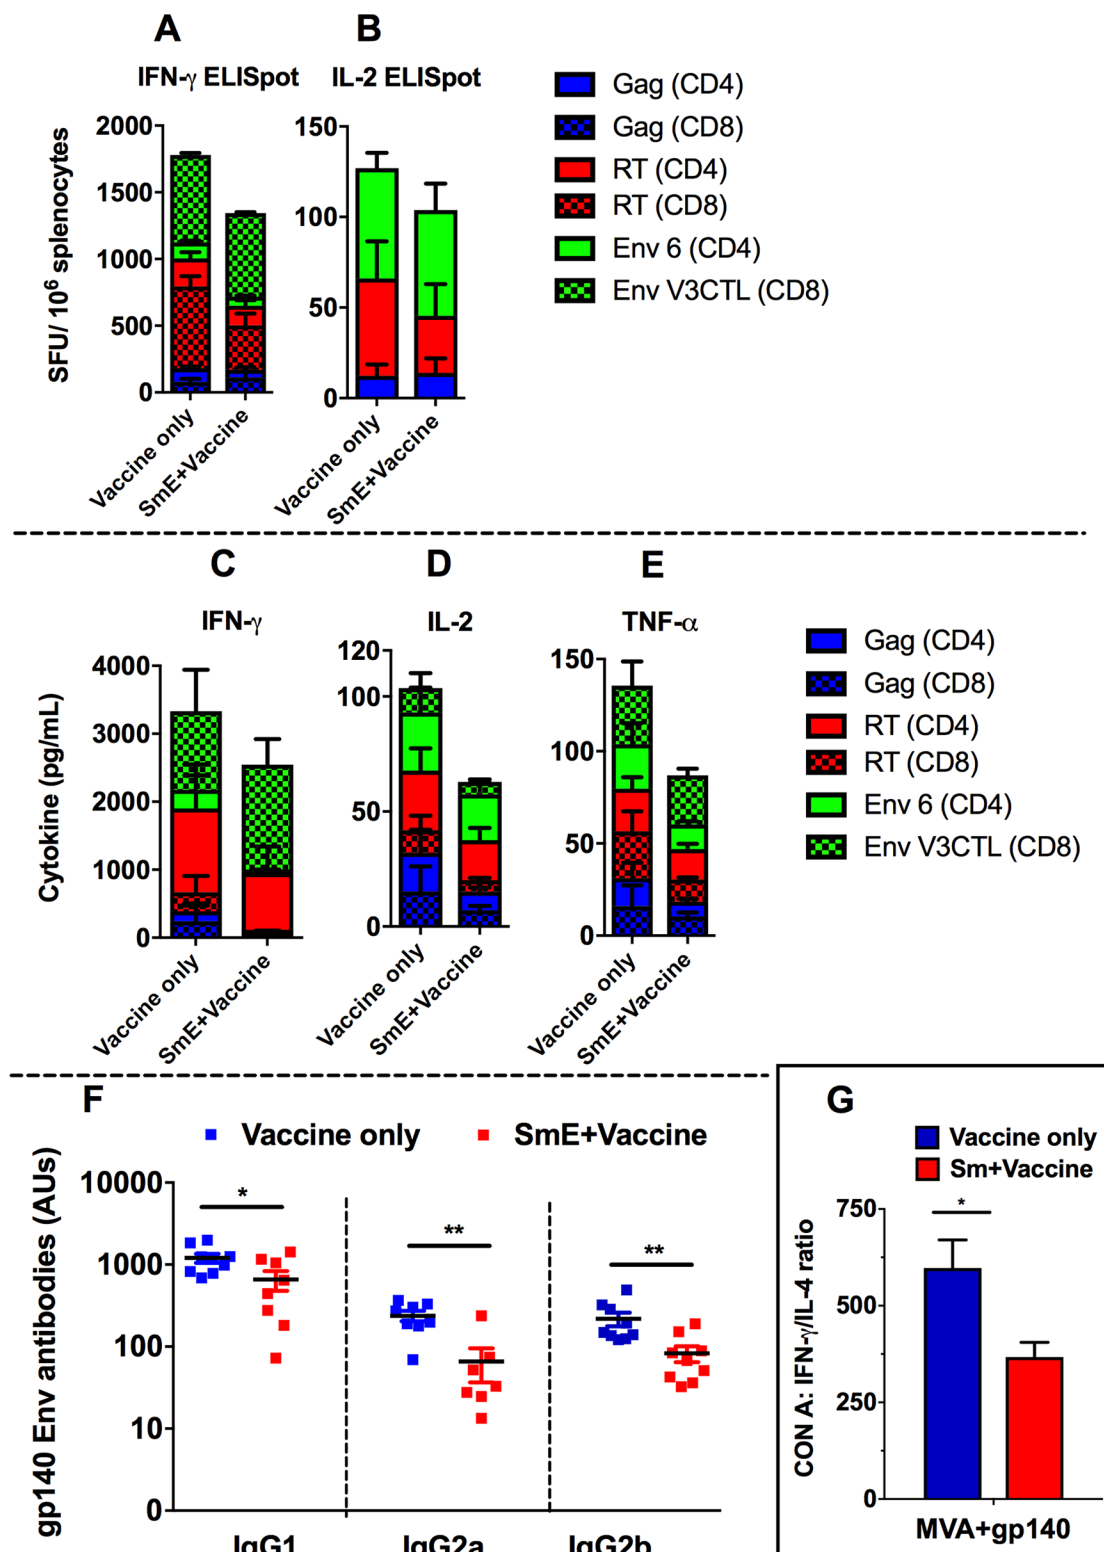 A
B
IFN-γ ELISpot
IL-2 ELISpot
SFU/ 10⁶ splenocytes
2000
1500
1000
500
0
150
100
50
0
Vaccine only
SmE+Vaccine
Vaccine only
SmE+Vaccine
Gag (CD4)
Gag (CD8)
RT (CD4)
RT (CD8)
Env 6 (CD4)
Env V3CTL (CD8)
C
D
E
IFN-γ
IL-2
TNF-α
Cytokine (pg/mL)
4000
3000
2000
1000
0
120
100
50
0
150
100
50
0
Vaccine only
SmE+Vaccine
Vaccine only
SmE+Vaccine
Vaccine only
SmE+Vaccine
Gag (CD4)
Gag (CD8)
RT (CD4)
RT (CD8)
Env 6 (CD4)
Env V3CTL (CD8)
F
Vaccine only
SmE+Vaccine
gp140 Env antibodies (AUs)
10000
1000
100
10
0
*
**
**
IgG1
IgG2a
IgG2b
G
Vaccine only
Sm+Vaccine
CON A: IFN-γ/IL-4 ratio
750
500
250
0
*
MVA+gp140